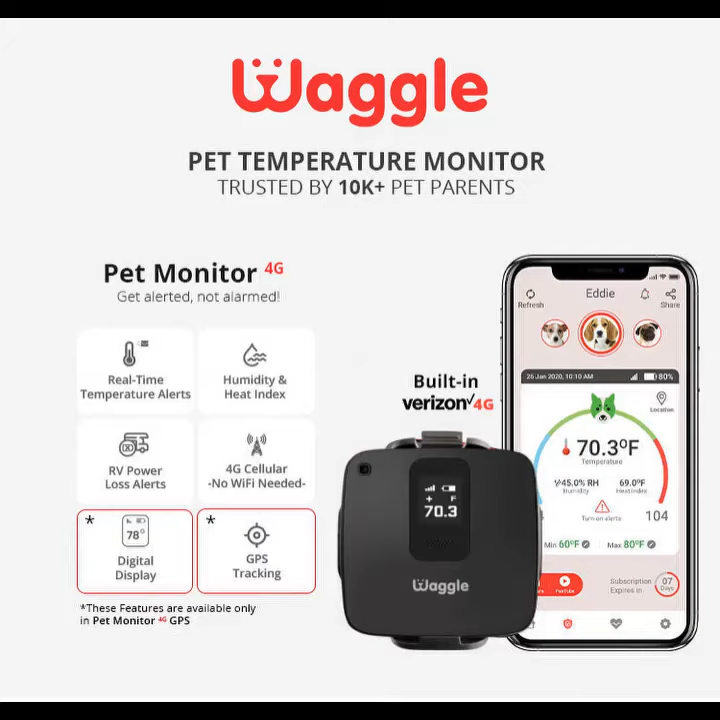 Waggle
PET TEMPERATURE MONITOR
TRUSTED BY 10K+ PET PARENTS
Pet Monitor 4G
Get alerted, not alarmed!
Real-Time
Temperature Alerts
Humidity &
Heat Index
RV Power
Loss Alerts
4G Cellular
-No WiFi Needed-
*
78°
Digital
Display
*
GPS
Tracking
*These Features are available only
in Pet Monitor 4G GPS
Built-in
verizon✓4G
+ F
70.3
Waggle
Refresh
Eddie
Share
25 Jan 2020, 10:10 AM
80%
Location
70.3°F
Temperature
45.0% RH
Humidity
69.0°F
Heat Index
Turn on alerts
104
Min 60°F
Max 80°F
Subscription
Expires in
07
Days